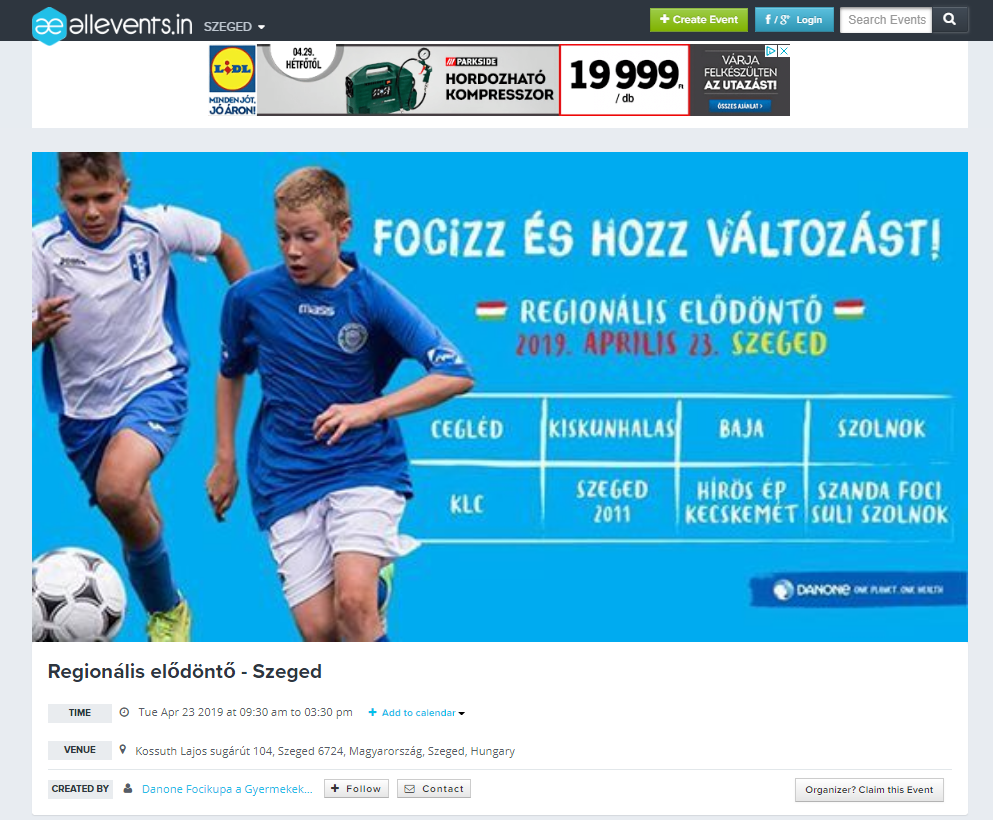 allevents.in
SZEGED
Create Event
f / g+ Login
Search Events
LIDL
MINDEN JÓT,
JÓ ÁRON!
04.29.
HÉTFŐTŐL
PARKSIDE
HORDOZHATÓ
KOMPRESSZOR
19 999 Ft
/ db
VÁRJA
FELKÉSZÜLTEN
AZ UTAZÁST!
ÖSSZES AJÁNLAT
FOCIZZ ÉS HOZZ VÁLTOZÁST!
REGIONÁLIS ELŐDÖNTŐ
2019. ÁPRILIS 23. SZEGED
CEGLÉD KISKUNHALAS BAJA SZOLNOK
KLC
SZEGED
2011
HÍRÖS ÉP
KECSKEMÉT
SZANDA FOCI
SULI SZOLNOK
joma
mass
DANONE ONE PLANET. ONE HEALTH
Regionális elődöntő - Szeged
TIME Tue Apr 23 2019 at 09:30 am to 03:30 pm Add to calendar
VENUE Kossuth Lajos sugárút 104, Szeged 6724, Magyarország, Szeged, Hungary
CREATED BY Danone Focikupa a Gyermekek... Follow Contact
Organizer? Claim this Event